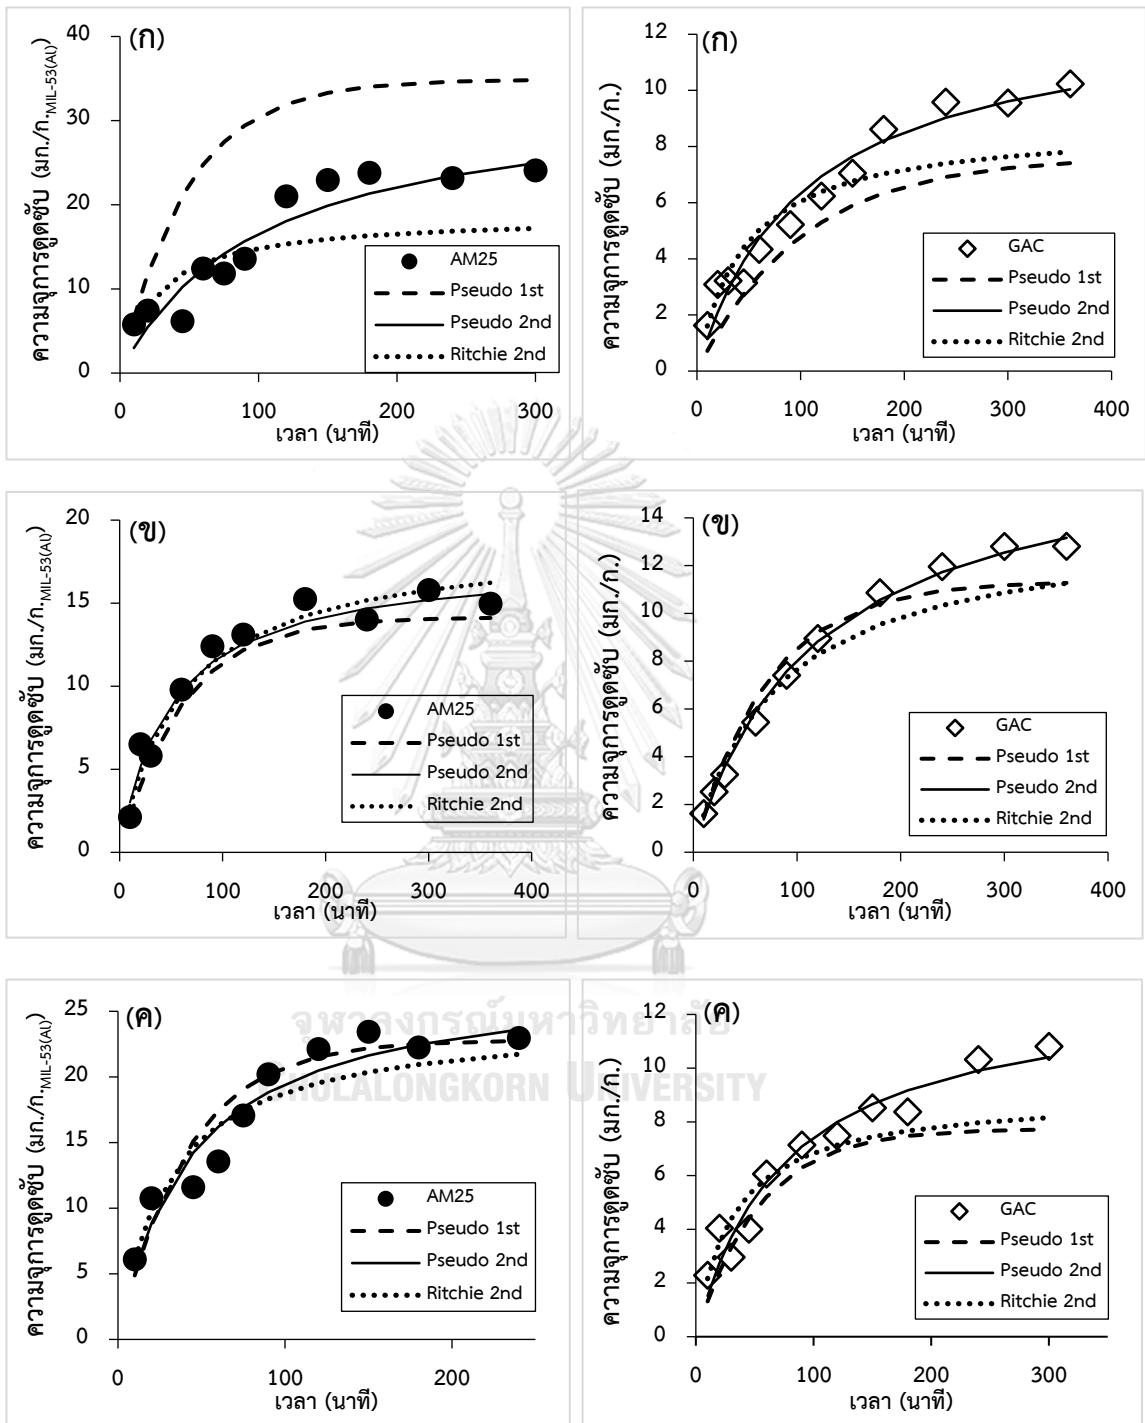 (ก)
ความจุการดูดซับ (มก./ก.MIL-53(Al))
40
30
20
10
0
AM25
Pseudo 1st
Pseudo 2nd
Ritchie 2nd
0 100 200 300
เวลา (นาที)
(ก)
ความจุการดูดซับ (มก./ก.)
12
10
8
6
4
2
0
GAC
Pseudo 1st
Pseudo 2nd
Ritchie 2nd
0 100 200 300 400
เวลา (นาที)
(ข)
ความจุการดูดซับ (มก./ก.MIL-53(Al))
20
15
10
5
0
AM25
Pseudo 1st
Pseudo 2nd
Ritchie 2nd
0 100 200 300 400
เวลา (นาที)
(ข)
ความจุการดูดซับ (มก./ก.)
14
12
10
8
6
4
2
0
GAC
Pseudo 1st
Pseudo 2nd
Ritchie 2nd
0 100 200 300 400
เวลา (นาที)
(ค)
ความจุการดูดซับ (มก./ก.MIL-53(Al))
25
20
15
10
5
0
AM25
Pseudo 1st
Pseudo 2nd
Ritchie 2nd
0 100 200
เวลา (นาที)
(ค)
ความจุการดูดซับ (มก./ก.)
12
10
8
6
4
2
0
GAC
Pseudo 1st
Pseudo 2nd
Ritchie 2nd
0 100 200 300
เวลา (นาที)
จุฬาลงกรณ์มหาวิทยาลัย
CHULALONGKORN UNIVERSITY